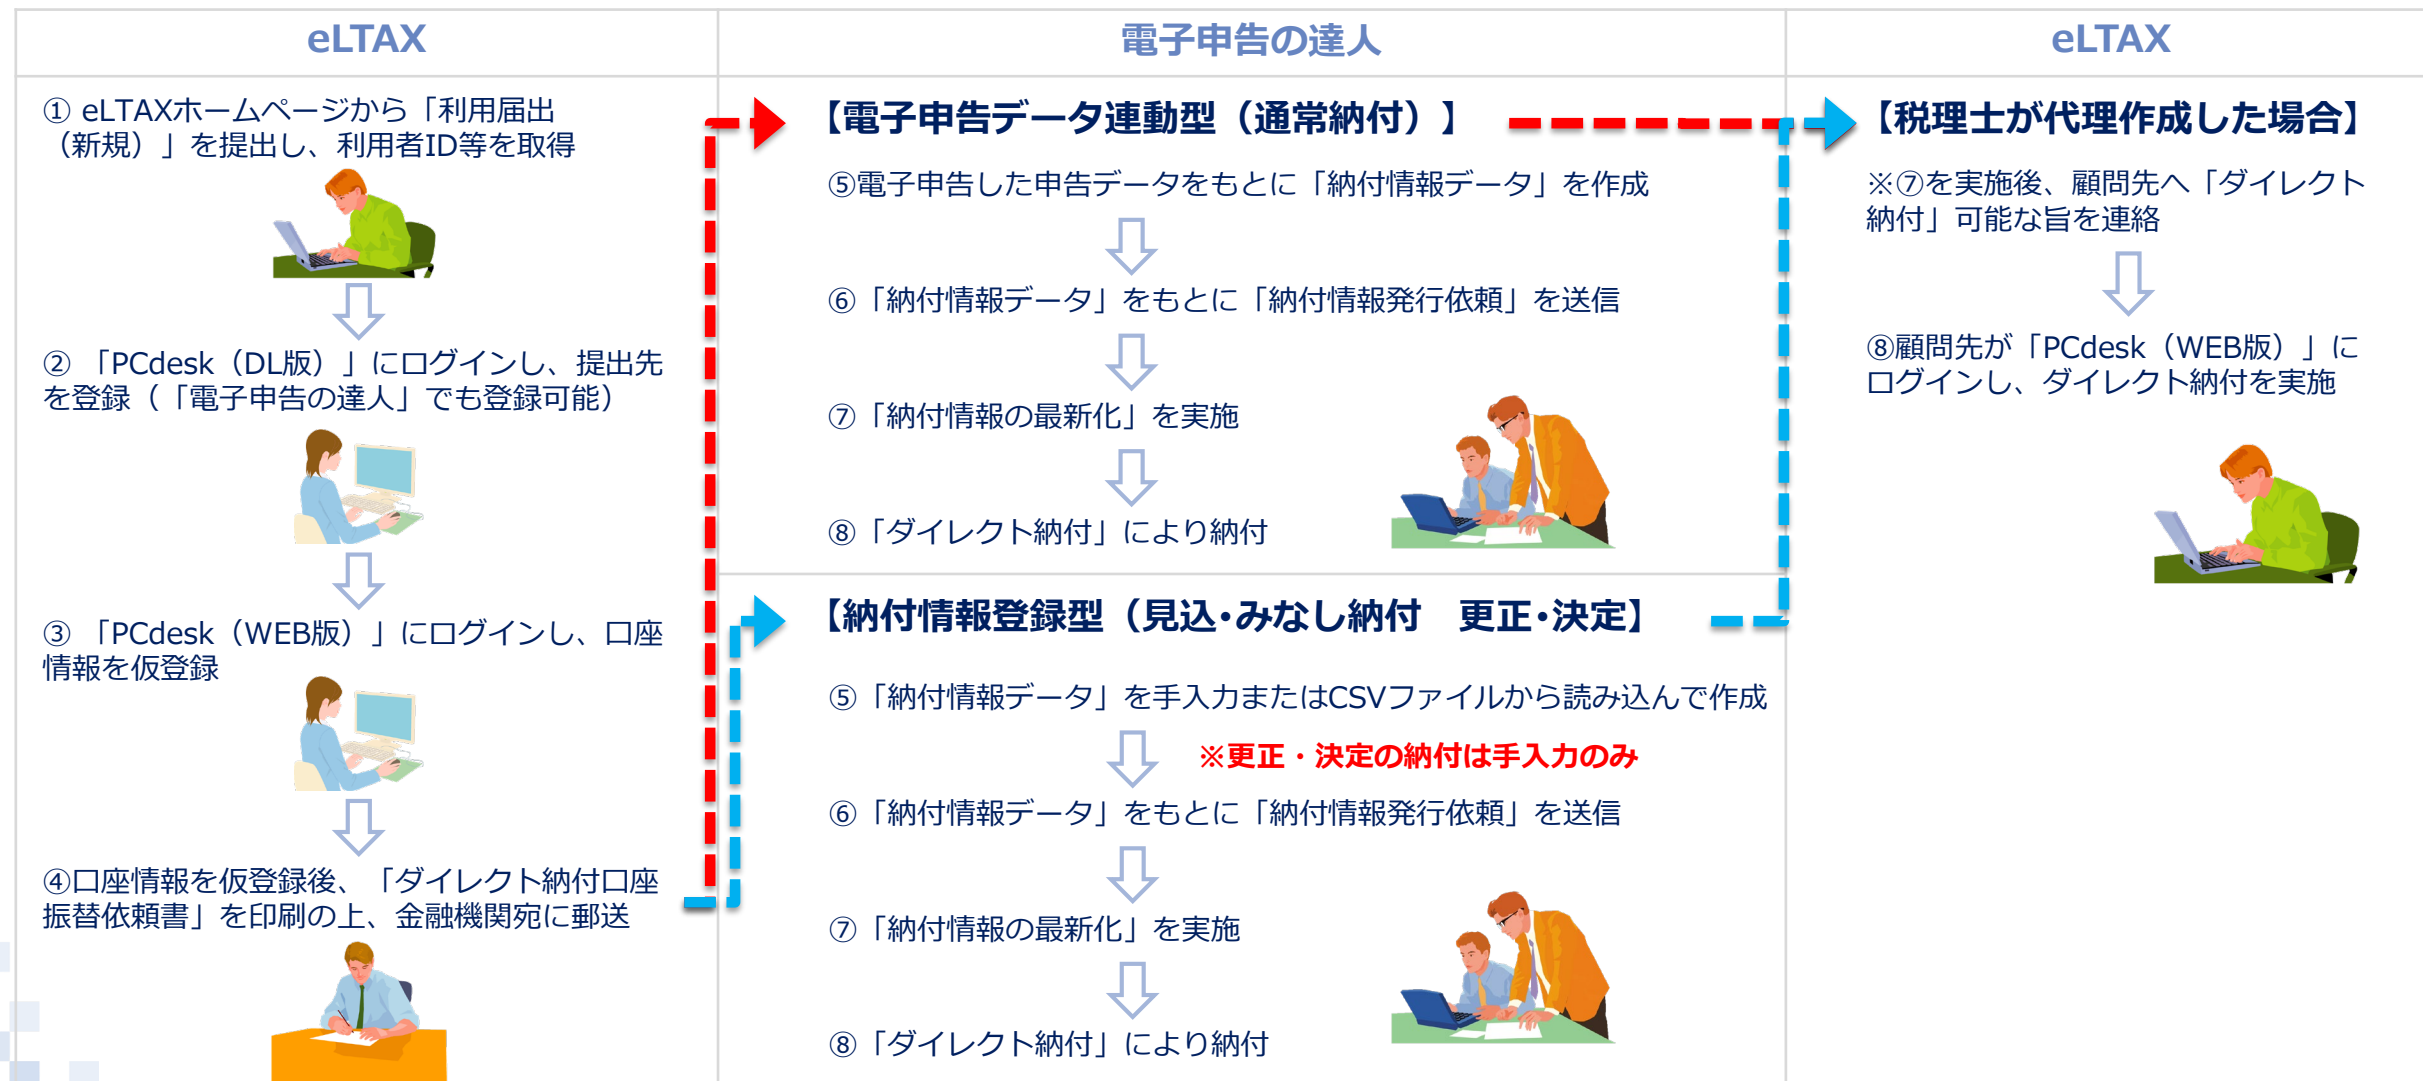 eLTAX
電子申告の達人
eLTAX
① eLTAXホームページから「利用届出
（新規）」を提出し、利用者ID等を取得
② 「PCdesk（DL版）」にログインし、提出先
を登録（「電子申告の達人」でも登録可能）
③ 「PCdesk（WEB版）」にログインし、口座
情報を仮登録
④口座情報を仮登録後、「ダイレクト納付口座
振替依頼書」を印刷の上、金融機関宛に郵送
【電子申告データ連動型（通常納付）】
⑤電子申告した申告データをもとに「納付情報データ」を作成
⑥「納付情報データ」をもとに「納付情報発行依頼」を送信
⑦「納付情報の最新化」を実施
⑧「ダイレクト納付」により納付
【納付情報登録型（見込・みなし納付　更正・決定】
⑤「納付情報データ」を手入力またはCSVファイルから読み込んで作成
※更正・決定の納付は手入力のみ
⑥「納付情報データ」をもとに「納付情報発行依頼」を送信
⑦「納付情報の最新化」を実施
⑧「ダイレクト納付」により納付
【税理士が代理作成した場合】
※⑦を実施後、顧問先へ「ダイレクト
納付」可能な旨を連絡
⑧顧問先が「PCdesk（WEB版）」に
ログインし、ダイレクト納付を実施